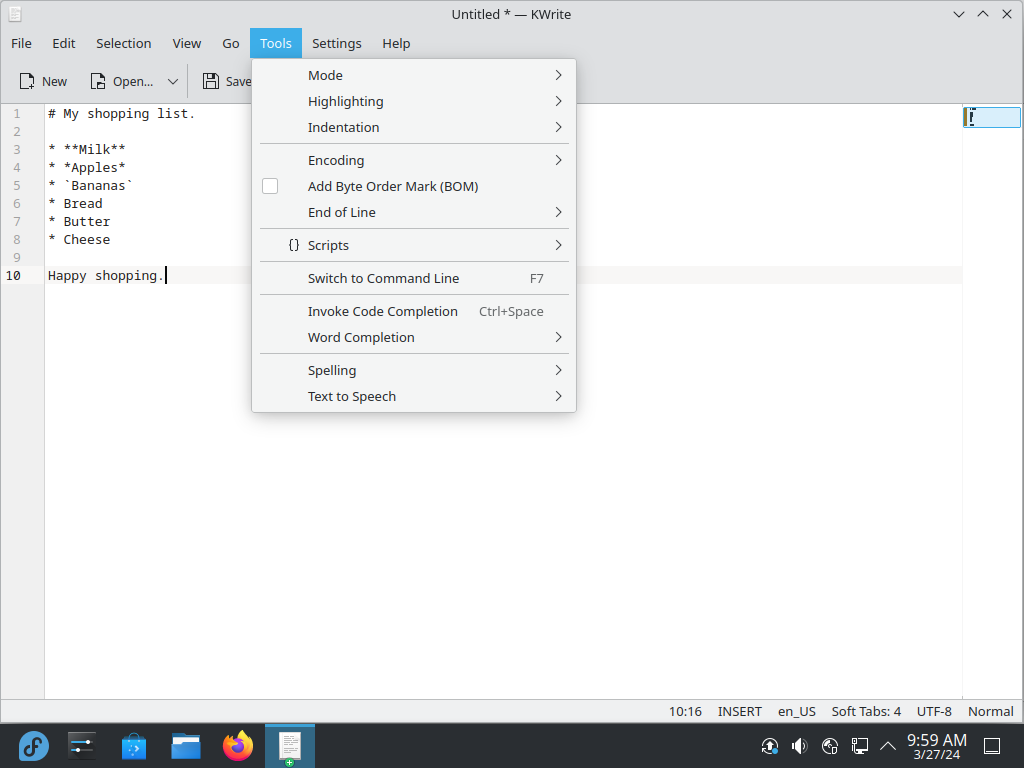 Untitled * — KWrite
File Edit Selection View Go Tools Settings Help
New Open... Save
Mode
Highlighting
Indentation
Encoding
Add Byte Order Mark (BOM)
End of Line
{} Scripts
Switch to Command Line F7
Invoke Code Completion Ctrl+Space
Word Completion
Spelling
Text to Speech
1 # My shopping list.
2
3 * **Milk**
4 * *Apples*
5 * `Bananas`
6 * Bread
7 * Butter
8 * Cheese
9
10 Happy shopping.
10:16 INSERT en_US Soft Tabs: 4 UTF-8 Normal
9:59 AM
3/27/24